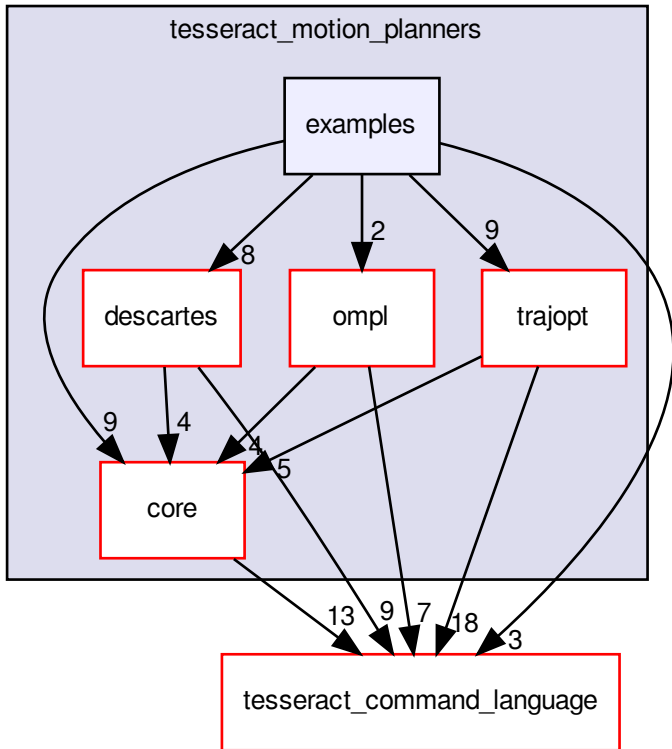 tesseract_motion_planners
examples
8
2
9
descartes
ompl
trajopt
9
4
4
5
core
13
9
7
18
3
tesseract_command_language